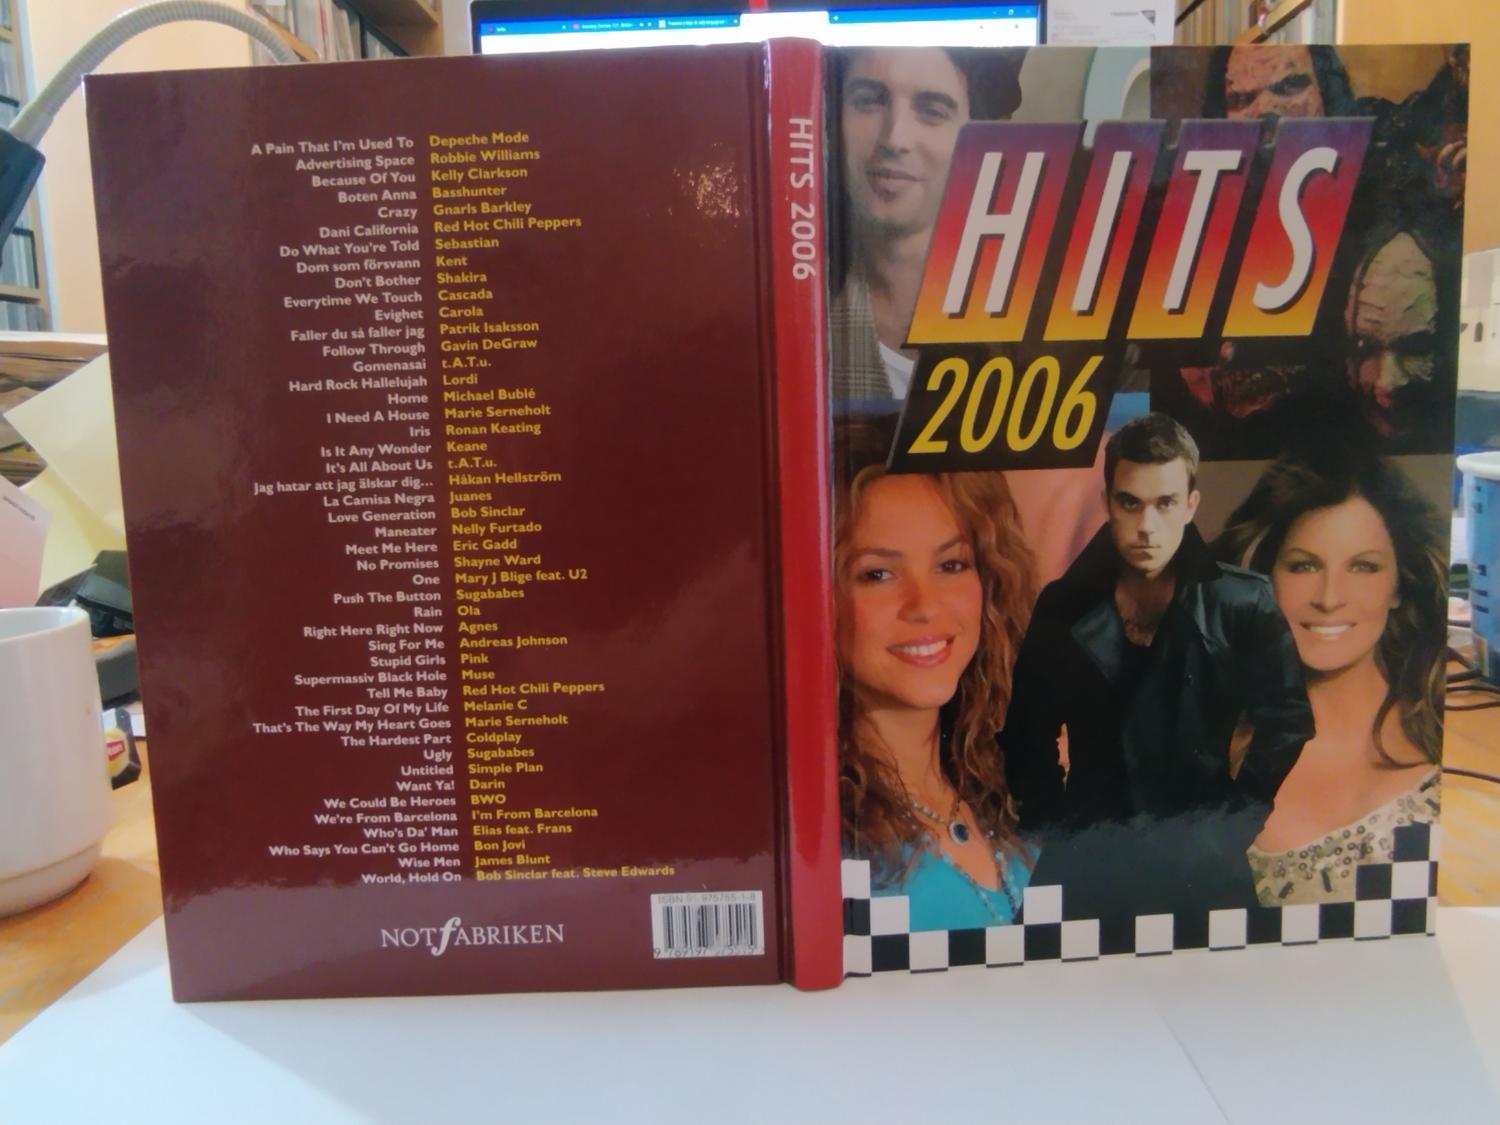 A Pain That I'm Used To Depeche Mode
Advertising Space Robbie Williams
Because Of You Kelly Clarkson
Boten Anna Basshunter
Crazy Gnarls Barkley
Dani California Red Hot Chili Peppers
Do What You're Told Sebastian
Dom som försvann Kent
Don't Bother Shakira
Everytime We Touch Cascada
Evighet Carola
Faller du så faller jag Patrik Isaksson
Follow Through Gavin DeGraw
Gomenasai t.A.T.u.
Hard Rock Hallelujah Lordi
Home Michael Bublé
I Need A House Marie Serneholt
Iris Ronan Keating
Is It Any Wonder Keane
It's All About Us t.A.T.u.
Jag hatar att jag älskar dig... Håkan Hellström
La Camisa Negra Juanes
Love Generation Bob Sinclar
Maneater Nelly Furtado
Meet Me Here Eric Gadd
No Promises Shayne Ward
One Mary J Blige feat. U2
Push The Button Sugababes
Rain Ola
Right Here Right Now Agnes
Sing For Me Andreas Johnson
Stupid Girls Pink
Supermassiv Black Hole Muse
Tell Me Baby Red Hot Chili Peppers
The First Day Of My Life Melanie C
That's The Way My Heart Goes Marie Serneholt
The Hardest Part Coldplay
Ugly Sugababes
Untitled Simple Plan
Want Ya! Darin
We Could Be Heroes BWO
We're From Barcelona I'm From Barcelona
Who's Da' Man Elias feat. Frans
Who Says You Can't Go Home Bon Jovi
Wise Men James Blunt
World, Hold On Bob Sinclar feat. Steve Edwards
NOTfABRIKEN
HITS 2006
HITS
2006